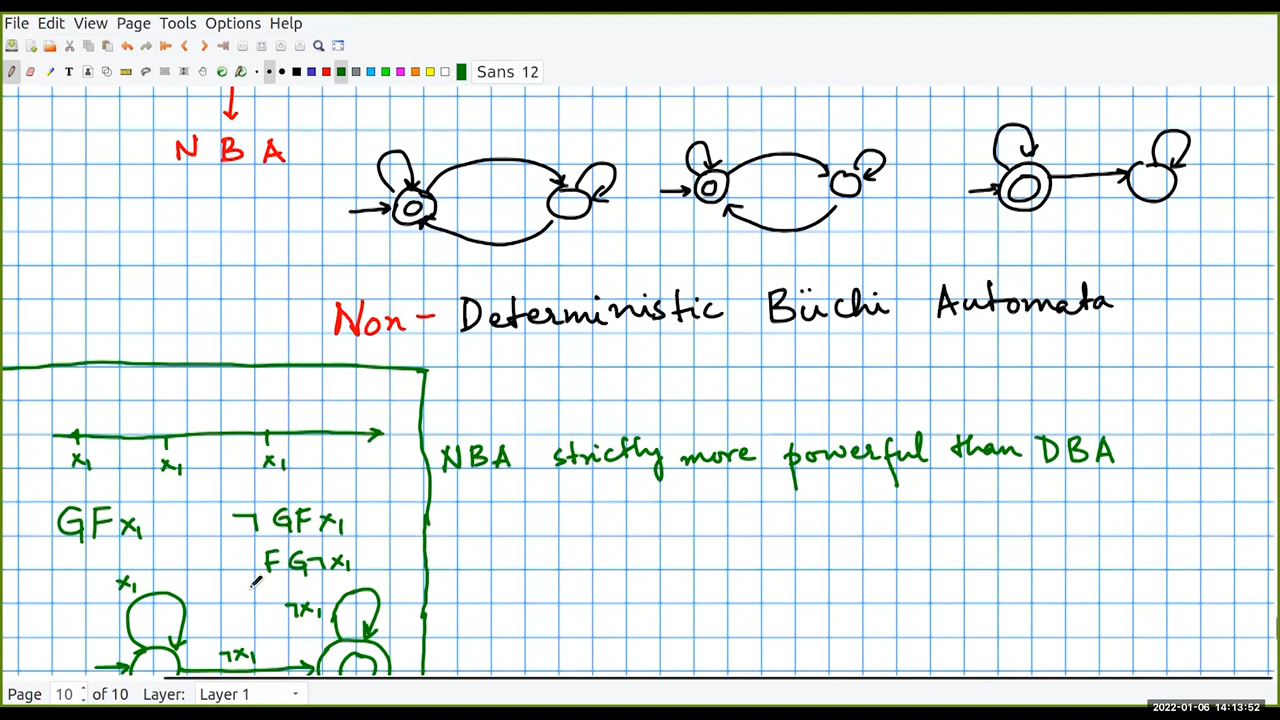 File Edit View Page Tools Options Help
Sans 12
NBA
Non-Deterministic Büchi Automata
x₁ x₁ x₁
NBA strictly more powerful than DBA
GFx₁ ¬GFx₁
FG¬x₁
x₁
¬x₁
¬x₁
Page 10 of 10 Layer: Layer 1
2022-01-06 14:13:52